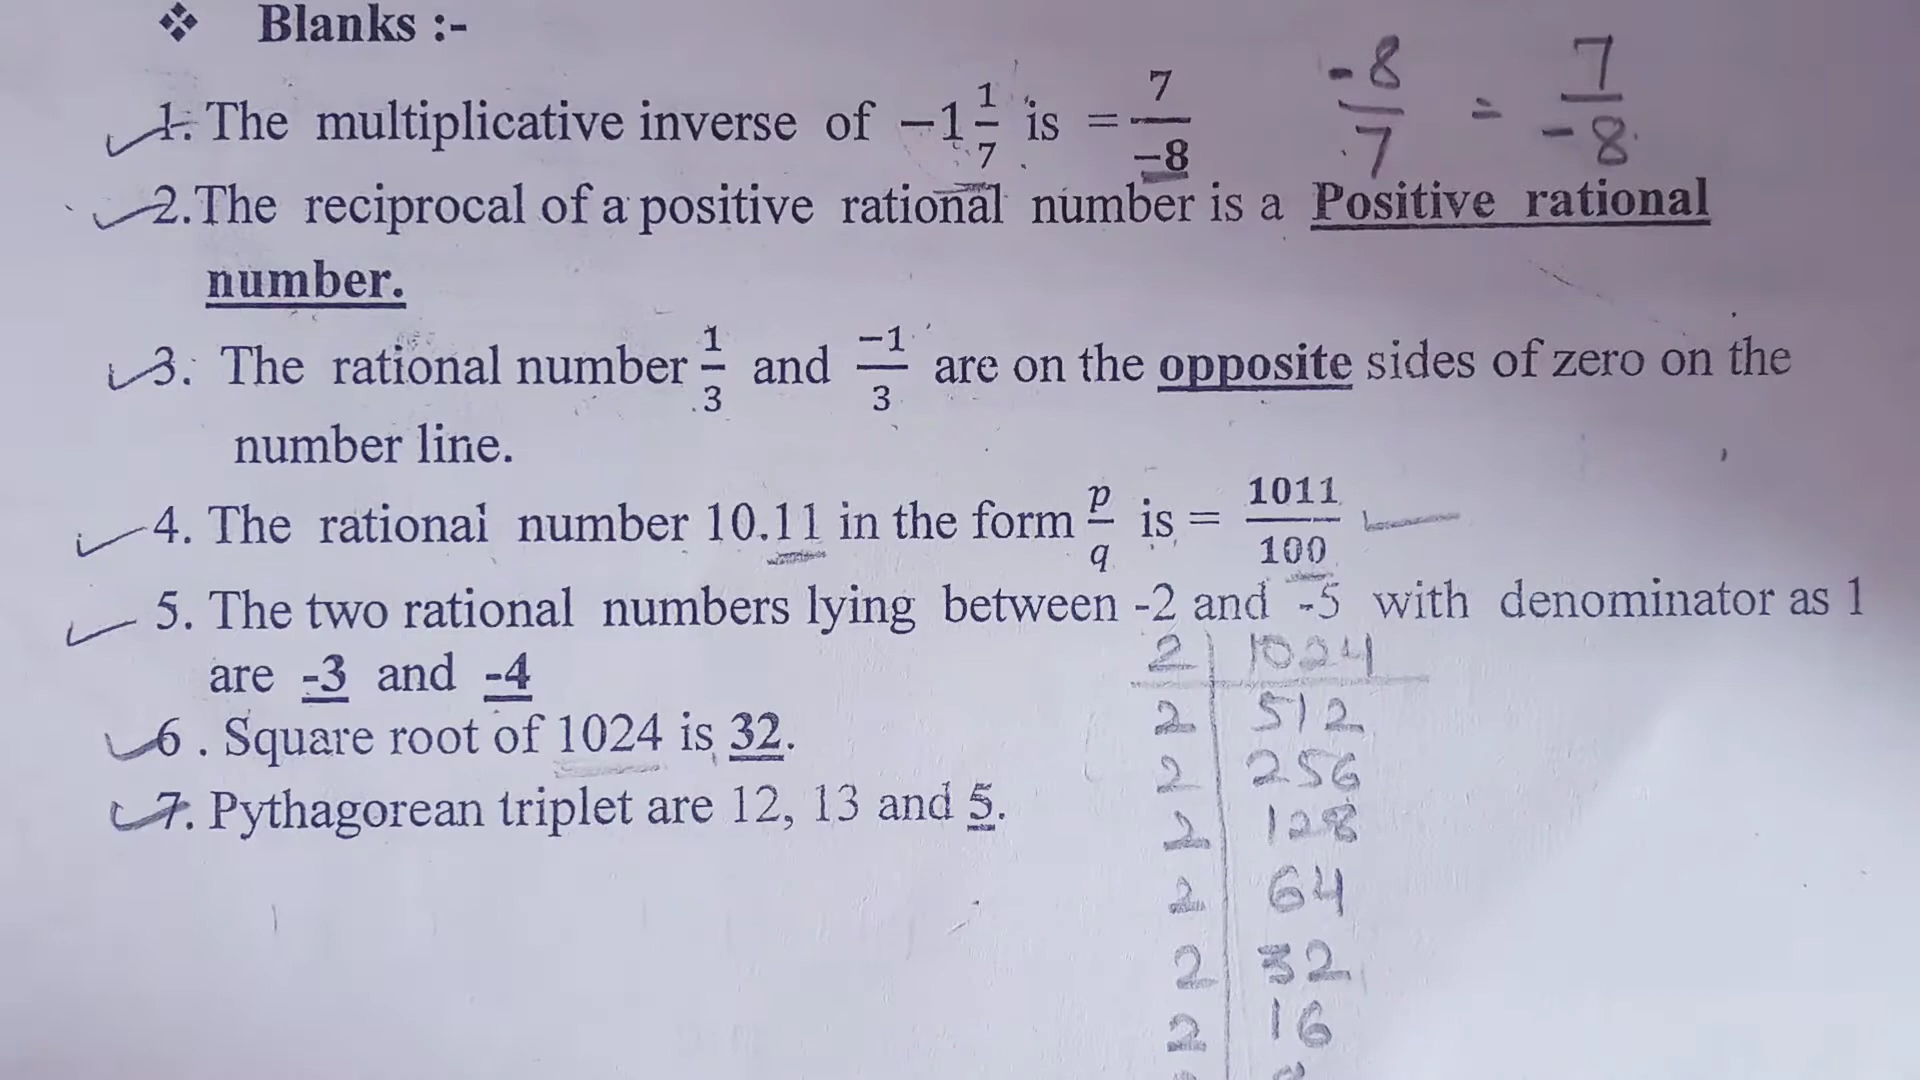 ❖ Blanks :-
1. The multiplicative inverse of −1 1/7 is = 7/−8
-8/7 = 7/-8
2.The reciprocal of a positive rational number is a Positive rational
number.
3. The rational number 1/3 and −1/3 are on the opposite sides of zero on the
number line.
4. The rational number 10.11 in the form p/q is = 1011/100
5. The two rational numbers lying between -2 and -5 with denominator as 1
are -3 and -4
6 . Square root of 1024 is 32.
7. Pythagorean triplet are 12, 13 and 5.
2 | 1024
2 | 512
2 | 256
2 | 128
2 | 64
2 | 32
2 | 16